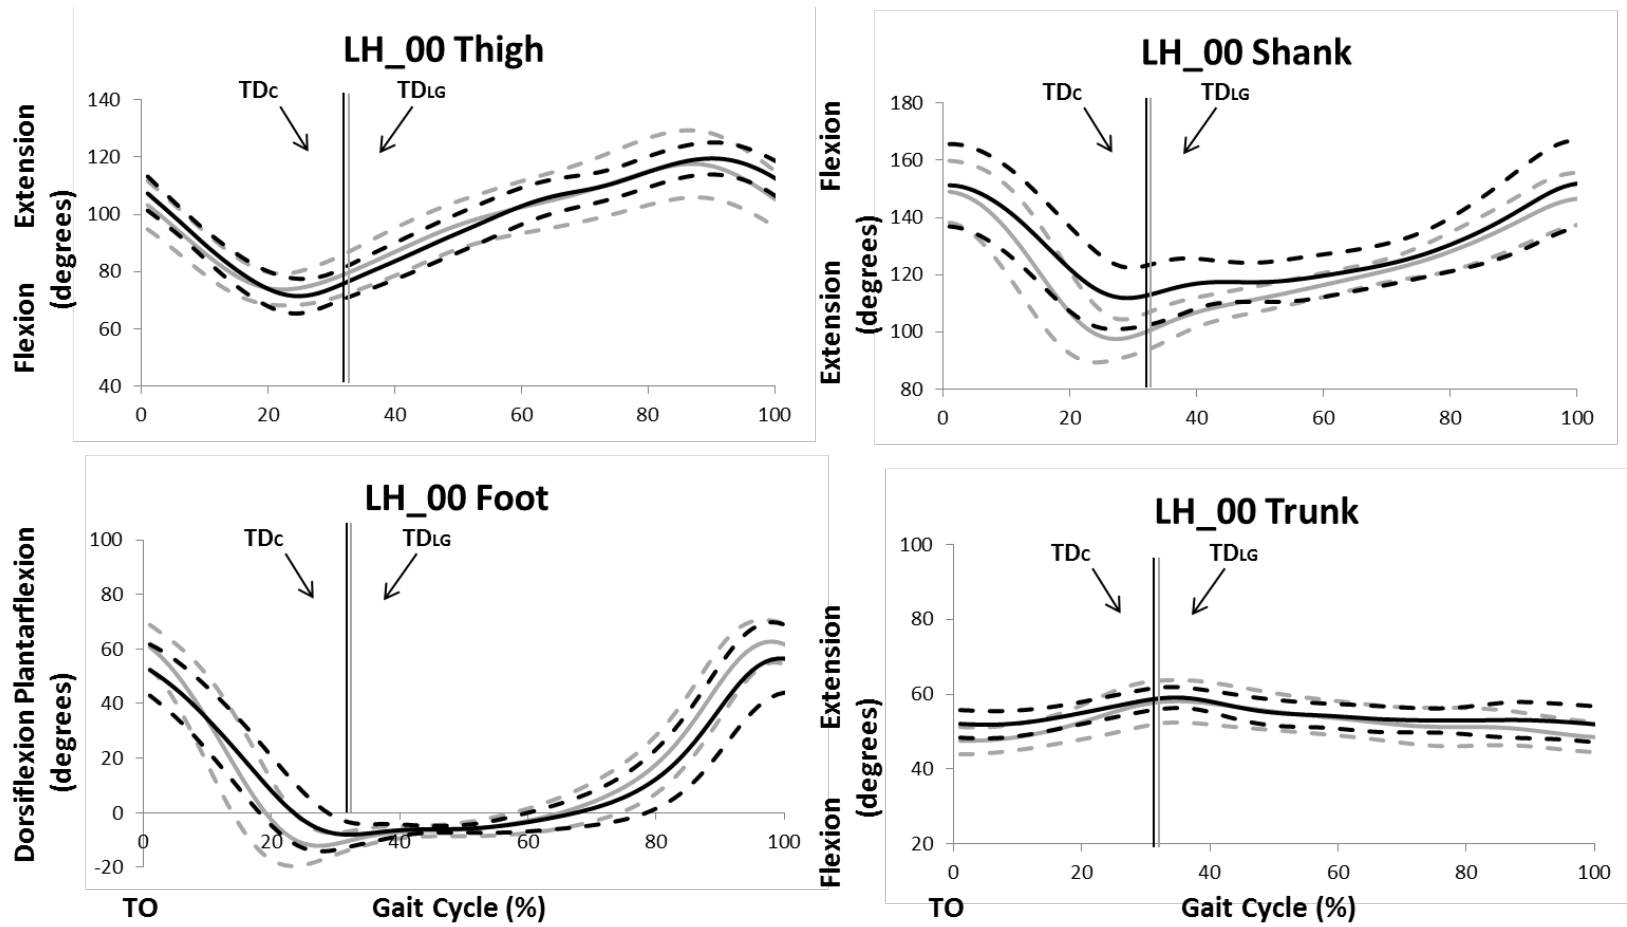 LH_00 Thigh
TDC
TDLG
Extension
Flexion
(degrees)
140
120
100
80
60
40
0
20
40
60
80
100
LH_00 Shank
TDC
TDLG
Flexion
Extension
(degrees)
180
160
140
120
100
80
0
20
40
60
80
100
LH_00 Foot
TDC
TDLG
Dorsiflexion Plantarflexion
(degrees)
100
80
60
40
20
0
-20
0
20
40
60
80
100
TO
Gait Cycle (%)
LH_00 Trunk
TDC
TDLG
Extension
Flexion
(degrees)
100
80
60
40
20
0
20
40
60
80
100
TO
Gait Cycle (%)